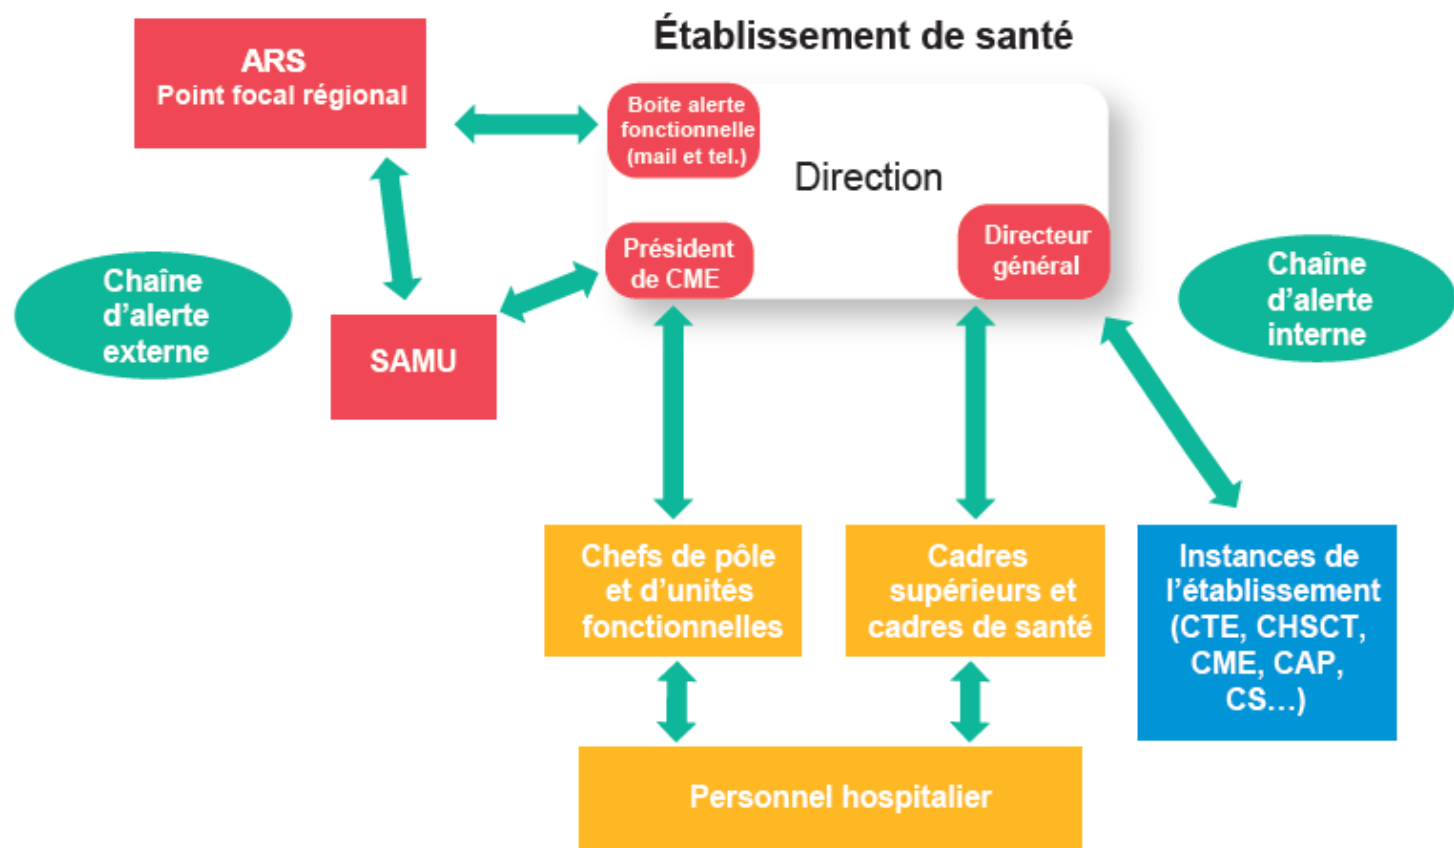 Établissement de santé
ARS
Point focal régional
Boite alerte
fonctionnelle
(mail et tel.)
Direction
Président
de CME
Directeur
général
Chaîne
d’alerte
externe
Chaîne
d’alerte
interne
SAMU
Chefs de pôle
et d’unités
fonctionnelles
Cadres
supérieurs et
cadres de santé
Instances de
l’établissement
(CTE, CHSCT,
CME, CAP,
CS…)
Personnel hospitalier